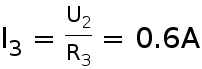 I₃ = U₂/R₃ = 0.6A